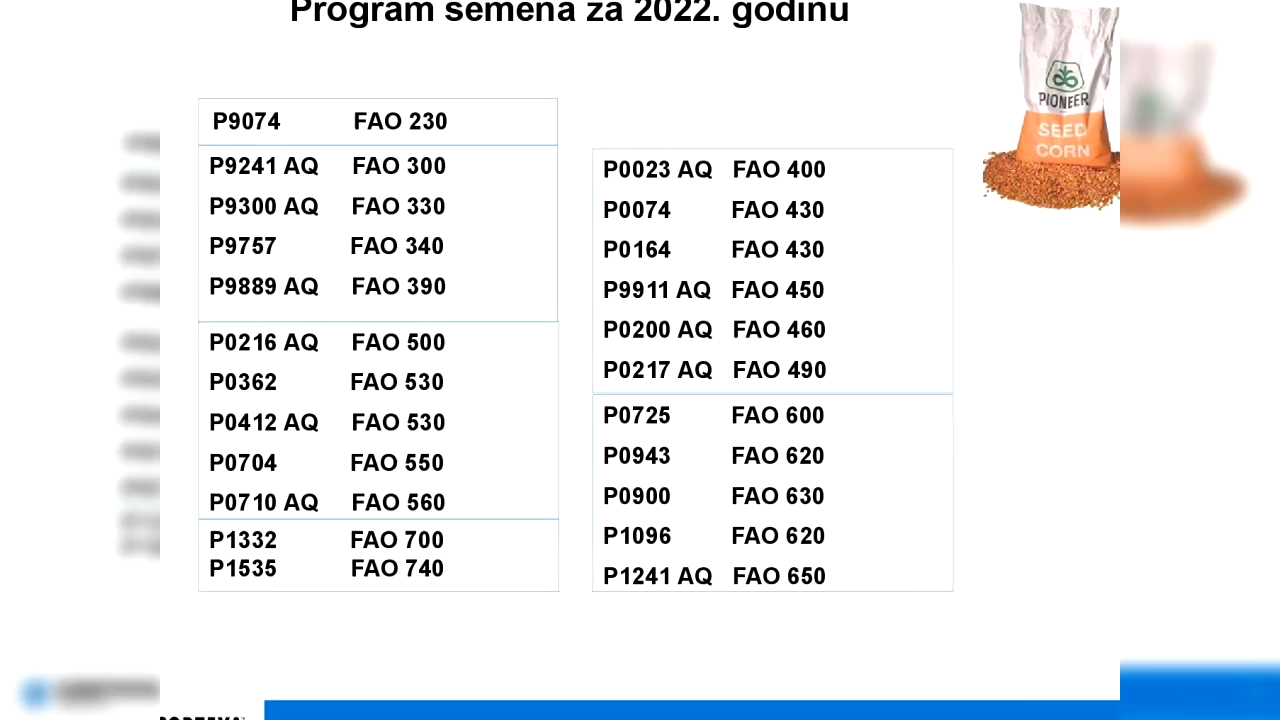 Program semena za 2022. godinu
P9074 FAO 230
P9241 AQ FAO 300
P9300 AQ FAO 330
P9757 FAO 340
P9889 AQ FAO 390
P0216 AQ FAO 500
P0362 FAO 530
P0412 AQ FAO 530
P0704 FAO 550
P0710 AQ FAO 560
P1332 FAO 700
P1535 FAO 740
P0023 AQ FAO 400
P0074 FAO 430
P0164 FAO 430
P9911 AQ FAO 450
P0200 AQ FAO 460
P0217 AQ FAO 490
P0725 FAO 600
P0943 FAO 620
P0900 FAO 630
P1096 FAO 620
P1241 AQ FAO 650
PIONEER
SEED
CORN